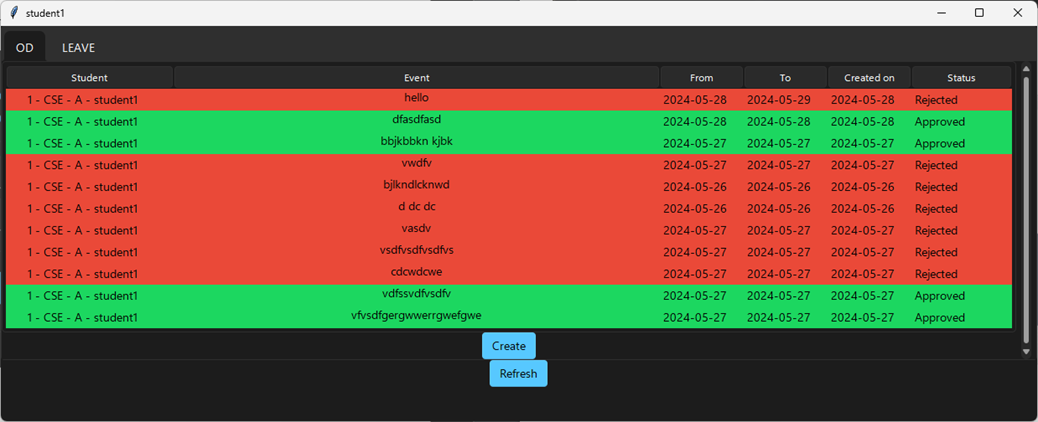 student1
OD LEAVE
Student Event From To Created on Status
1 - CSE - A - student1 hello 2024-05-28 2024-05-29 2024-05-28 Rejected
1 - CSE - A - student1 dfasdfasd 2024-05-28 2024-05-28 2024-05-28 Approved
1 - CSE - A - student1 bbjkbbkn kjbk 2024-05-27 2024-05-27 2024-05-27 Approved
1 - CSE - A - student1 vwdfv 2024-05-27 2024-05-27 2024-05-27 Rejected
1 - CSE - A - student1 bjlkndlcknwd 2024-05-26 2024-05-26 2024-05-26 Rejected
1 - CSE - A - student1 d dc dc 2024-05-26 2024-05-26 2024-05-26 Rejected
1 - CSE - A - student1 vasdv 2024-05-27 2024-05-27 2024-05-27 Rejected
1 - CSE - A - student1 vsdfvsdfvsdfvs 2024-05-27 2024-05-27 2024-05-27 Rejected
1 - CSE - A - student1 cdcwdcwe 2024-05-27 2024-05-27 2024-05-27 Rejected
1 - CSE - A - student1 vdfssvdfvsdfv 2024-05-27 2024-05-27 2024-05-27 Approved
1 - CSE - A - student1 vfvsdfgergwwerrgwefgwe 2024-05-27 2024-05-27 2024-05-27 Approved
Create
Refresh